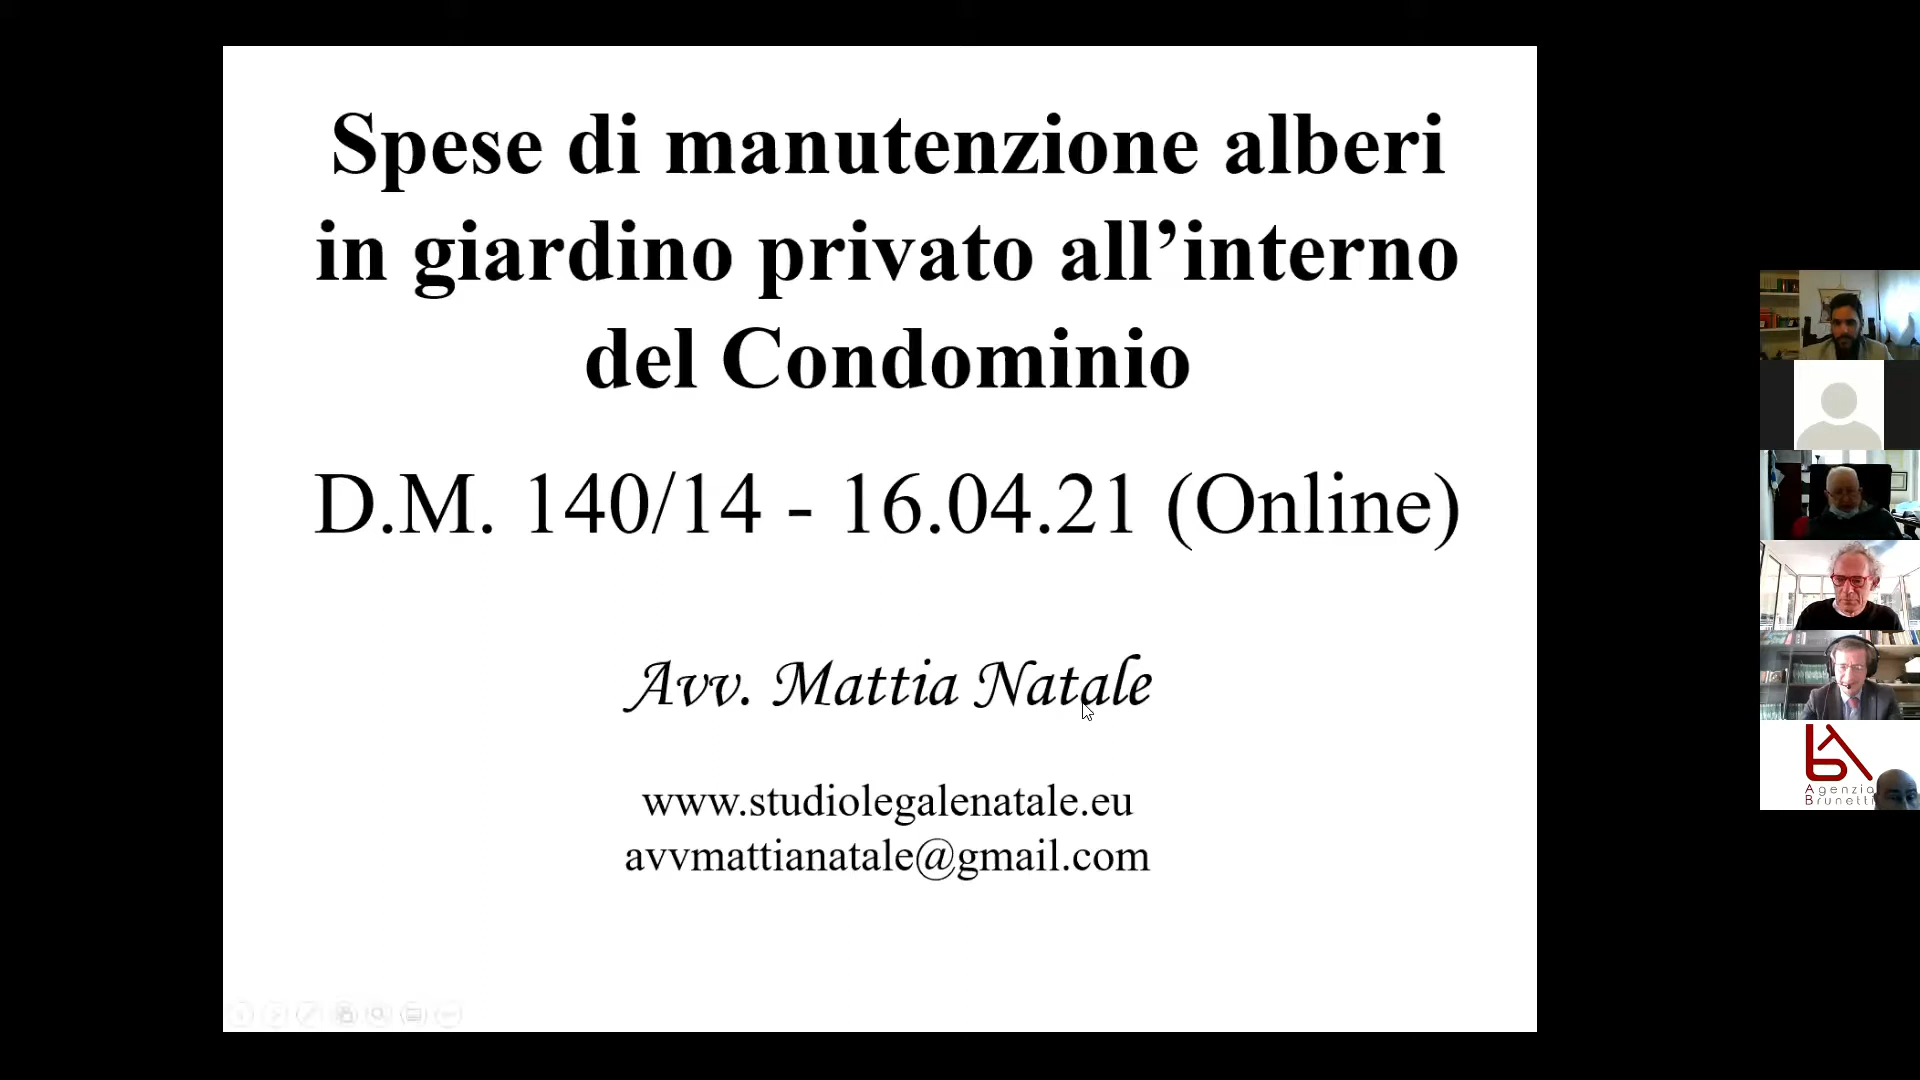 Spese di manutenzione alberi
in giardino privato all’interno
del Condominio
D.M. 140/14 - 16.04.21 (Online)
Avv. Mattia Natale
www.studiolegalenatale.eu
avvmattianatale@gmail.com
Agenzia
Brunetti